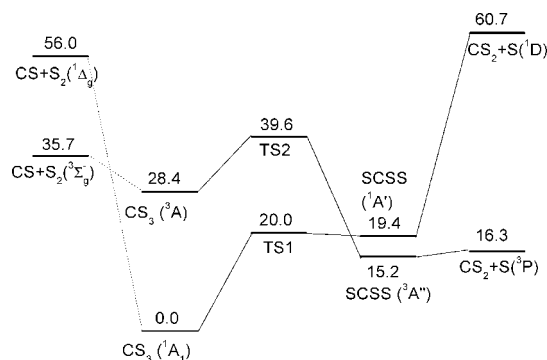 60.7
CS2+S(1D)
56.0
CS+S2(1Δg)
39.6
TS2
35.7
CS+S2(3Σg-)
28.4
CS3 (3A)
SCSS
(1A')
19.4
20.0
TS1
16.3
CS2+S(3P)
15.2
SCSS (3A'')
0.0
CS3 (1A1)